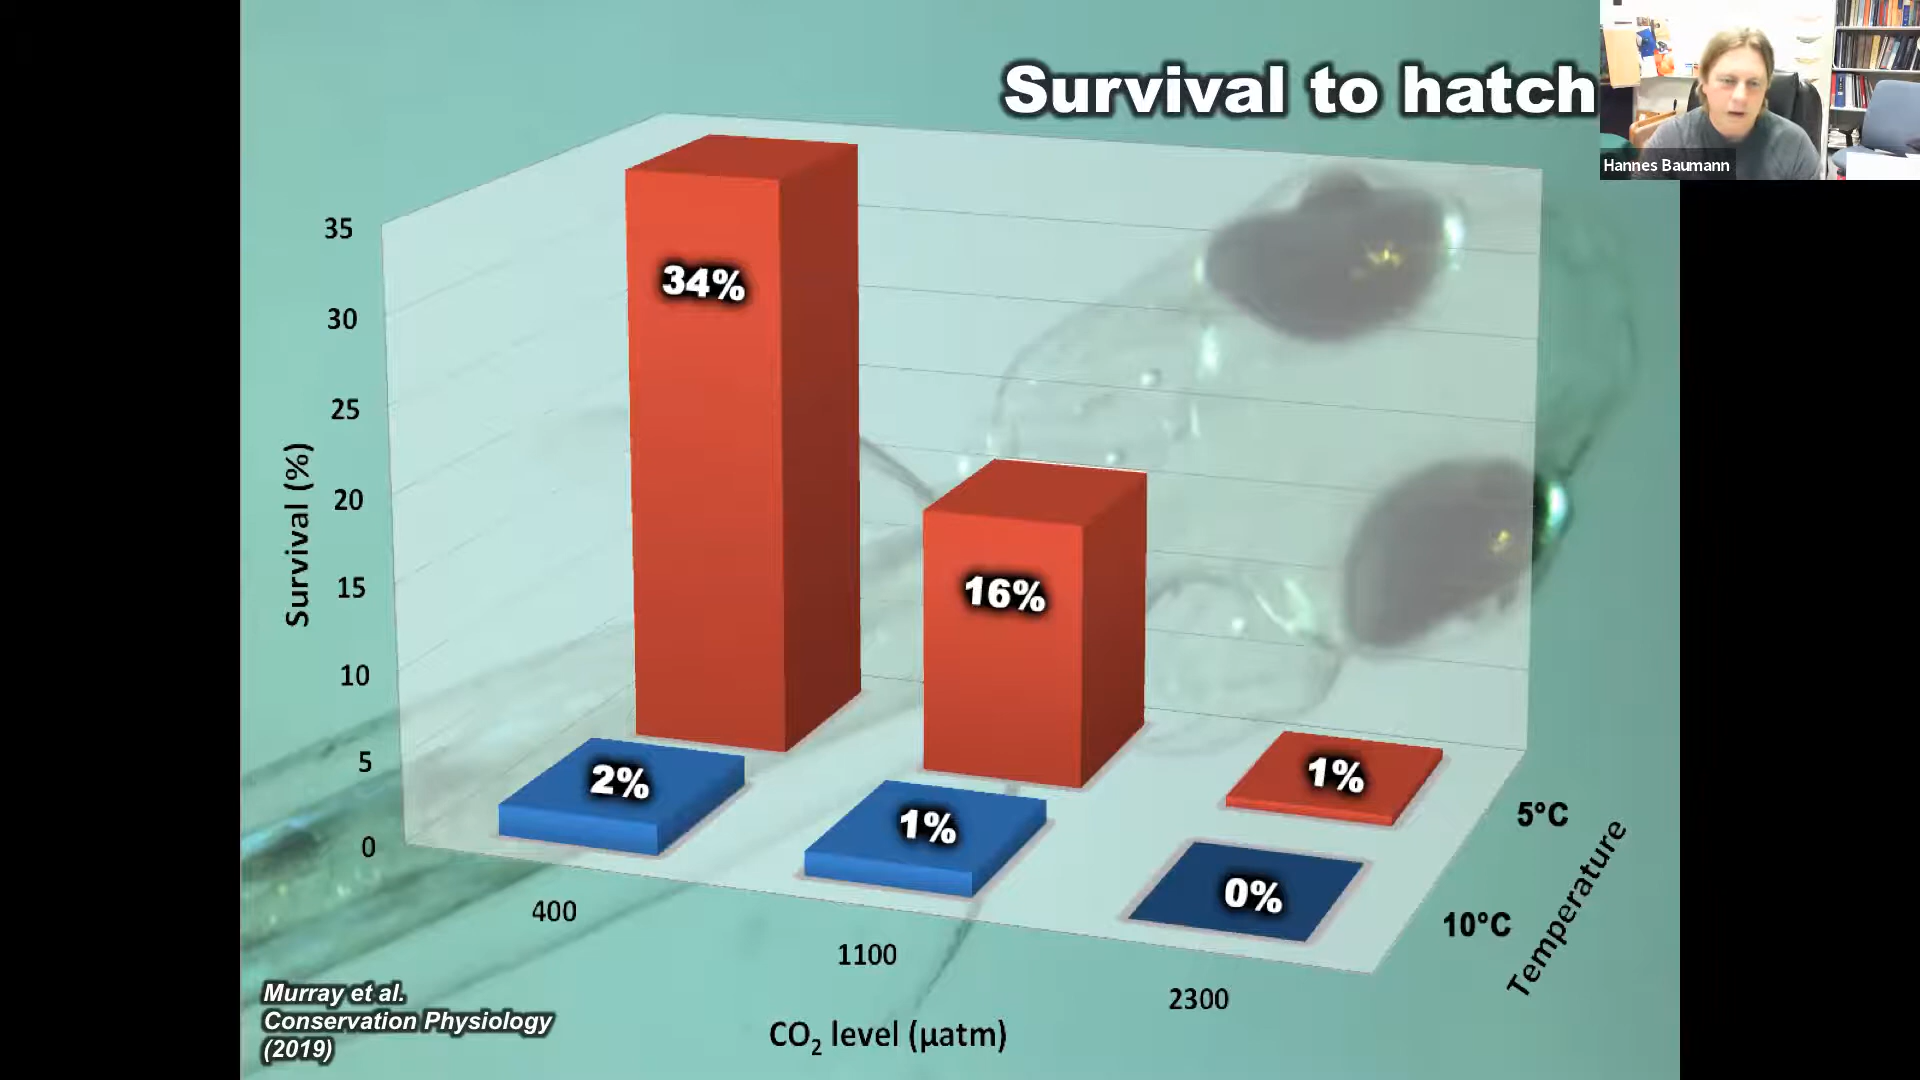 Survival to hatch
Hannes Baumann
35
30
25
20
15
10
5
0
Survival (%)
34%
16%
1%
2%
1%
0%
5°C
10°C
Temperature
400
1100
2300
CO₂ level (µatm)
Murray et al.
Conservation Physiology
(2019)